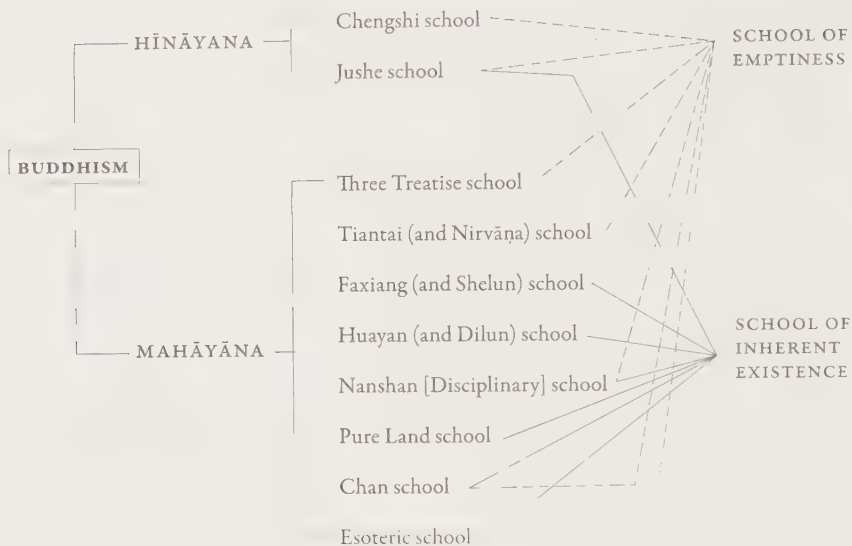 Chengshi school
HĪNĀYANA
Jushe school
SCHOOL OF
EMPTINESS
BUDDHISM
Three Treatise school
Tiantai (and Nirvāṇa) school
Faxiang (and Shelun) school
Huayan (and Dilun) school
MAHĀYĀNA
Nanshan [Disciplinary] school
Pure Land school
Chan school
Esoteric school
SCHOOL OF
INHERENT
EXISTENCE